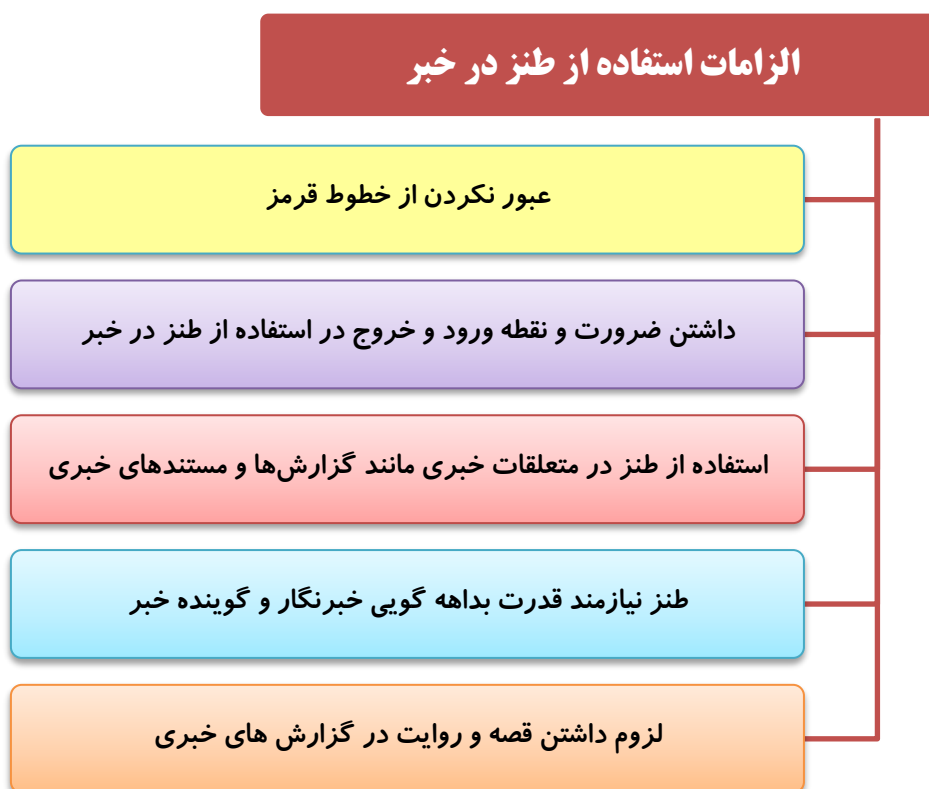 الزامات استفاده از طنز در خبر
عبور نکردن از خطوط قرمز
داشتن ضرورت و نقطه ورود و خروج در استفاده از طنز در خبر
استفاده از طنز در متعلقات خبری مانند گزارش‌ها و مستندهای خبری
طنز نیازمند قدرت بداهه گویی خبرنگار و گوینده خبر
لزوم داشتن قصه و روایت در گزارش های خبری